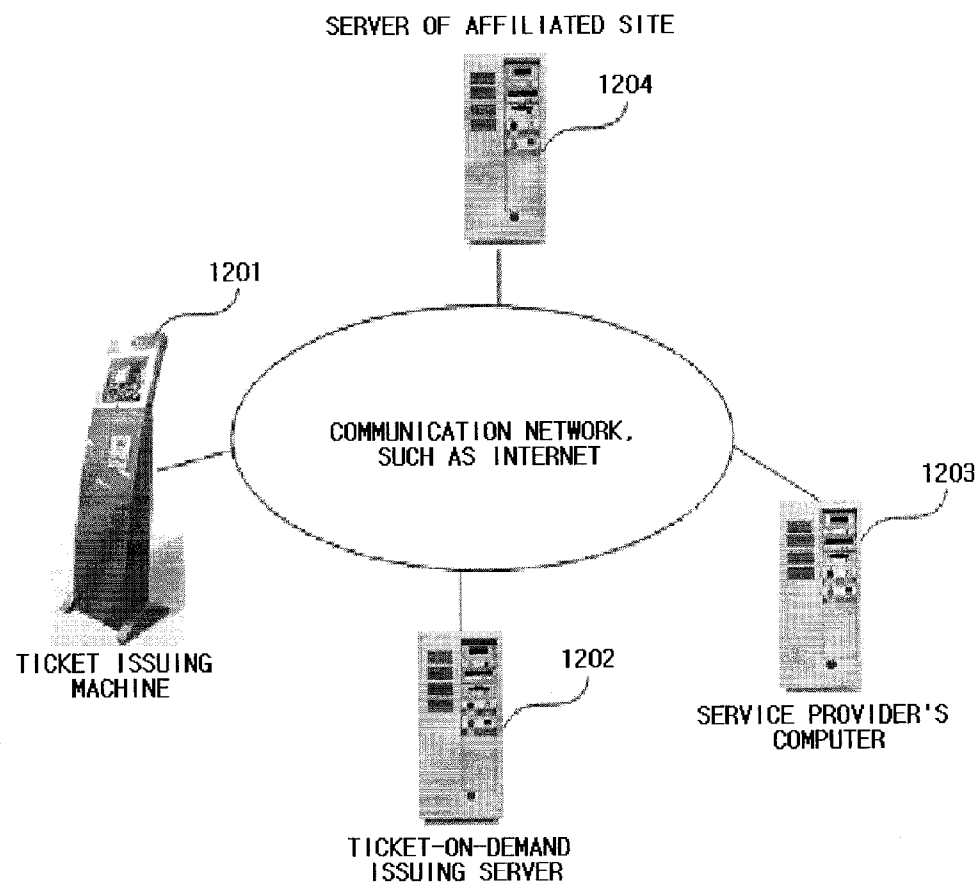 SERVER OF AFFILIATED SITE
1204
1201
COMMUNICATION NETWORK,
SUCH AS INTERNET
1203
TICKET ISSUING
MACHINE
1202
SERVICE PROVIDER'S
COMPUTER
TICKET-ON-DEMAND
ISSUING SERVER